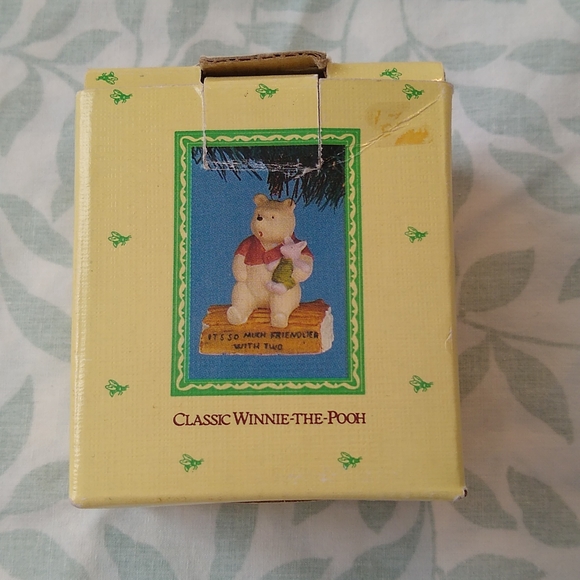 IT'S SO MUCH FRIENDLIER
WITH TWO
CLASSIC WINNIE-THE-POOH